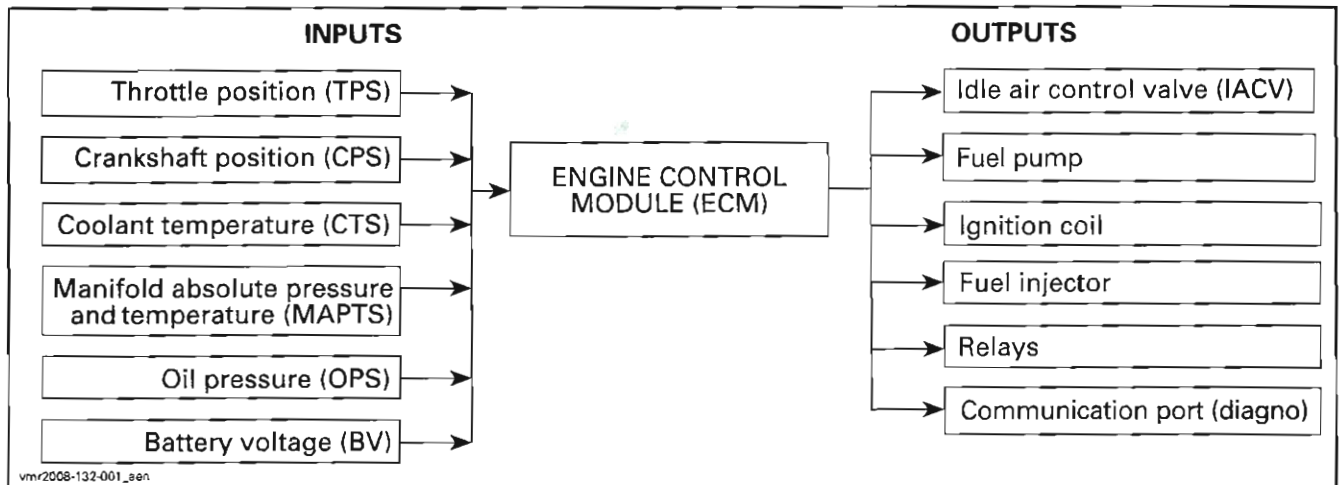 INPUTS
Throttle position (TPS)
Crankshaft position (CPS)
Coolant temperature (CTS)
Manifold absolute pressure
and temperature (MAPTS)
Oil pressure (OPS)
Battery voltage (BV)
ENGINE CONTROL
MODULE (ECM)
OUTPUTS
Idle air control valve (IACV)
Fuel pump
Ignition coil
Fuel injector
Relays
Communication port (diagno)
vmr2008-132-001_aen